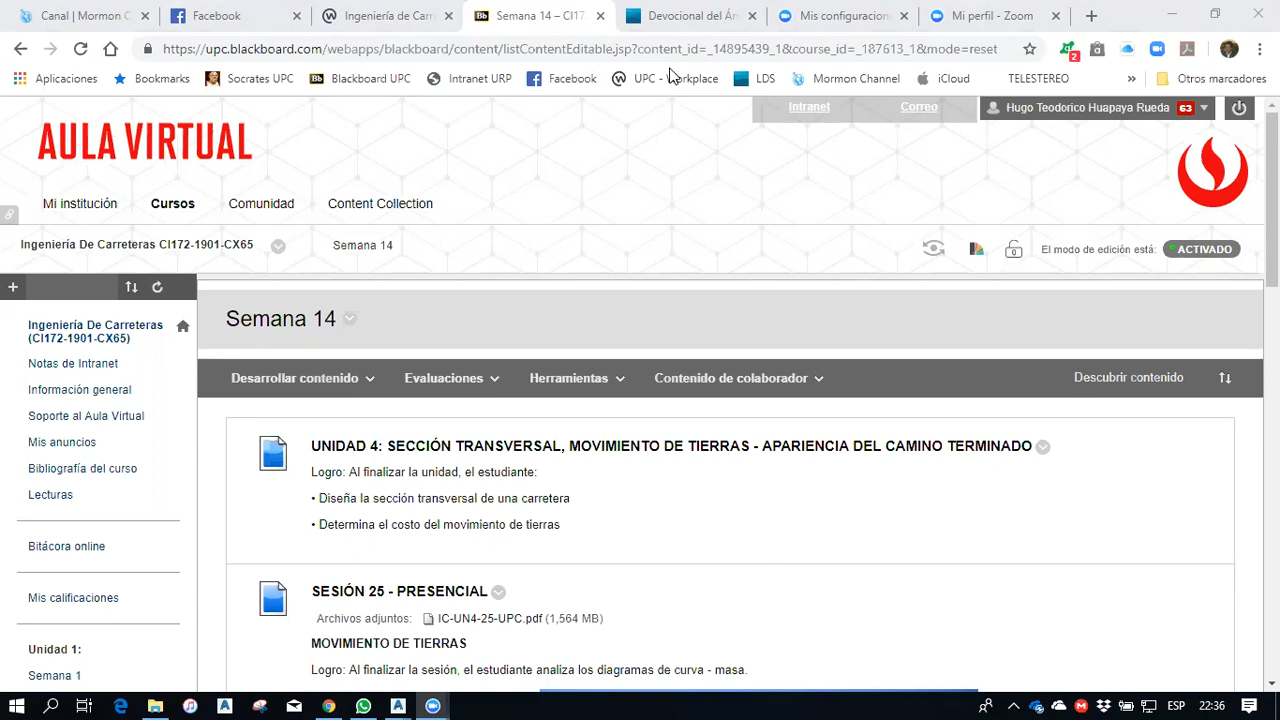 Canal | Mormon C
Facebook
Ingeniería de Carr
Semana 14 – CI17
Devocional del Án
Mis configuracion
Mi perfil - Zoom
https://upc.blackboard.com/webapps/blackboard/content/listContentEditable.jsp?content_id=_14895439_1&course_id=_187613_1&mode=reset
2
Aplicaciones
Bookmarks
Socrates UPC
Blackboard UPC
Intranet URP
Facebook
UPC - Workplace
LDS
Mormon Channel
iCloud
TELESTEREO
»
Otros marcadores
Intranet
Correo
Hugo Teodorico Huapaya Rueda 63
AULA VIRTUAL
Mi institución
Cursos
Comunidad
Content Collection
Ingeniería De Carreteras CI172-1901-CX65
Semana 14
El modo de edición está: ACTIVADO
Ingeniería De Carreteras
(CI172-1901-CX65)
Notas de Intranet
Información general
Soporte al Aula Virtual
Mis anuncios
Bibliografía del curso
Lecturas
Bitácora online
Mis calificaciones
Unidad 1:
Semana 1
Semana 14
Desarrollar contenido
Evaluaciones
Herramientas
Contenido de colaborador
Descubrir contenido
UNIDAD 4: SECCIÓN TRANSVERSAL, MOVIMIENTO DE TIERRAS - APARIENCIA DEL CAMINO TERMINADO
Logro: Al finalizar la unidad, el estudiante:
• Diseña la sección transversal de una carretera
• Determina el costo del movimiento de tierras
SESIÓN 25 - PRESENCIAL
Archivos adjuntos: IC-UN4-25-UPC.pdf (1,564 MB)
MOVIMIENTO DE TIERRAS
Logro: Al finalizar la sesión, el estudiante analiza los diagramas de curva - masa.
ESP
22:36